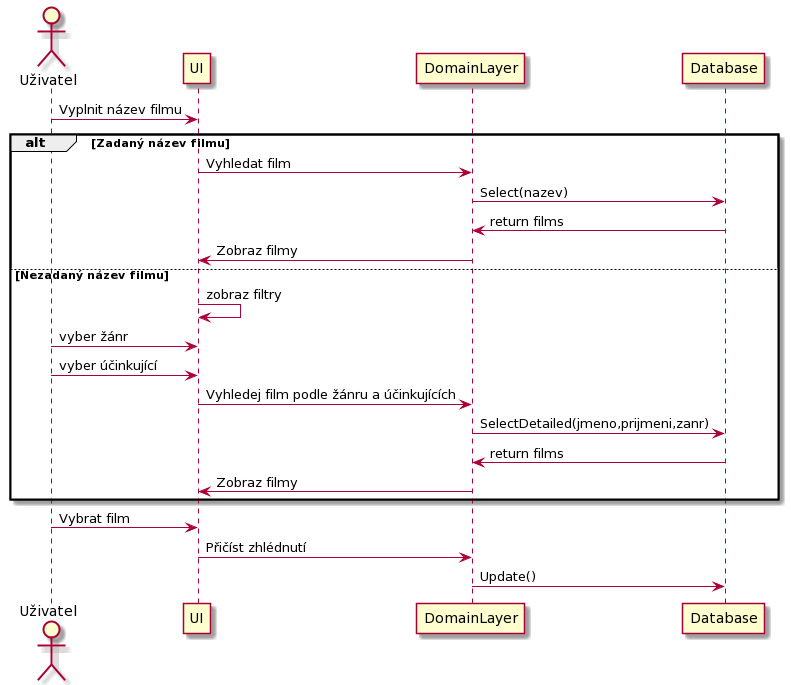 Uživatel
UI
DomainLayer
Database
Vyplnit název filmu
alt
[Zadaný název filmu]
Vyhledat film
Select(nazev)
return films
Zobraz filmy
[Nezadaný název filmu]
zobraz filtry
vyber žánr
vyber účinkující
Vyhledej film podle žánru a účinkujících
SelectDetailed(jmeno,prijmeni,zanr)
return films
Zobraz filmy
Vybrat film
Přičíst zhlédnutí
Update()
Uživatel
UI
DomainLayer
Database